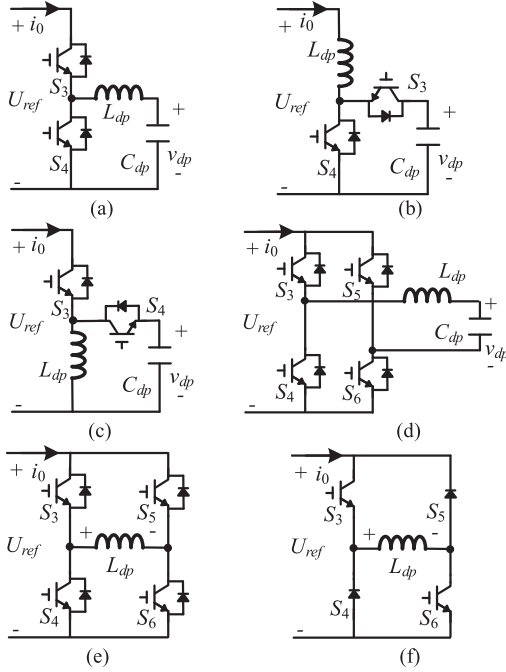 + i0
S3
Uref
Ldp
+
S4
Cdp
vdp
-
-
(a)
+ i0
Ldp
S3
Uref
+
S4
Cdp
vdp
-
-
(b)
+ i0
S3
S4
Uref
+
Ldp
Cdp
vdp
-
-
(c)
+ i0
S3
S5
Ldp
+
Uref
Cdp
vdp
-
S4
S6
-
(d)
+ i0
S3
S5
+
-
Uref
Ldp
S4
S6
-
(e)
+ i0
S3
S5
+
-
Uref
Ldp
S4
S6
-
(f)